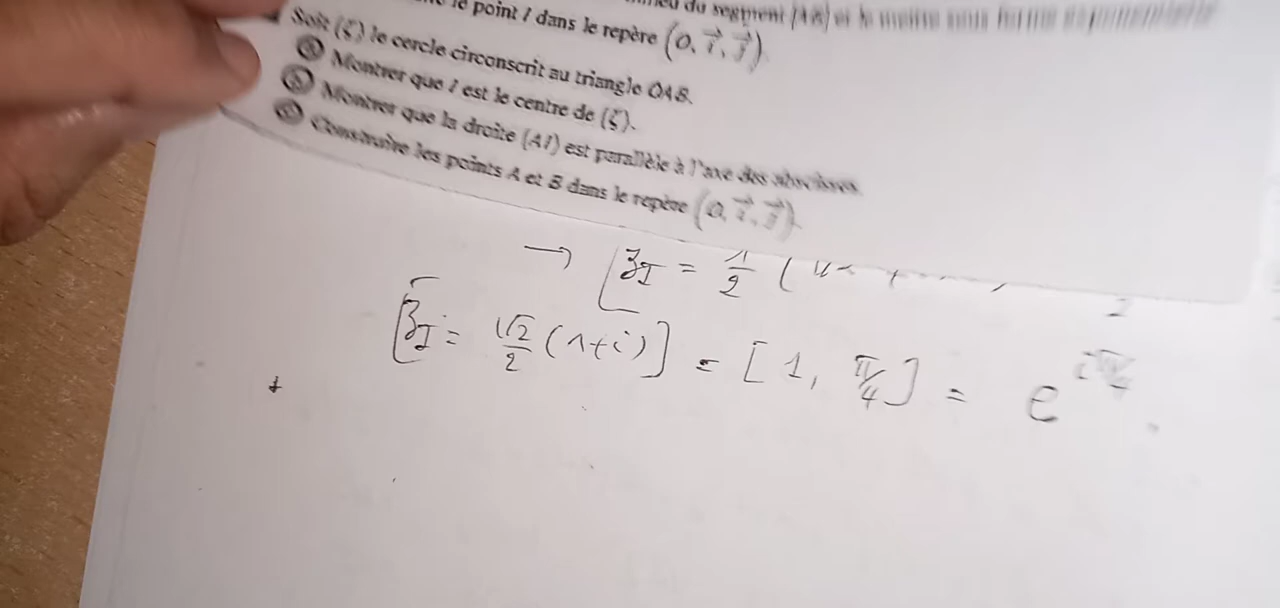 le point I dans le repère (O, i⃗, j⃗)
Soit (ζ) le cercle circonscrit au triangle OAB.
a) Montrer que I est le centre de (ζ).
b) Montrer que la droite (AI) est parallèle à l'axe des abscisses.
c) Construire les points A et B dans le repère (O, i⃗, j⃗).
→ [z_I = 1/2 (
[z_I = √2/2 (1+i)] = [1, π/4] = e^{iπ/4}.